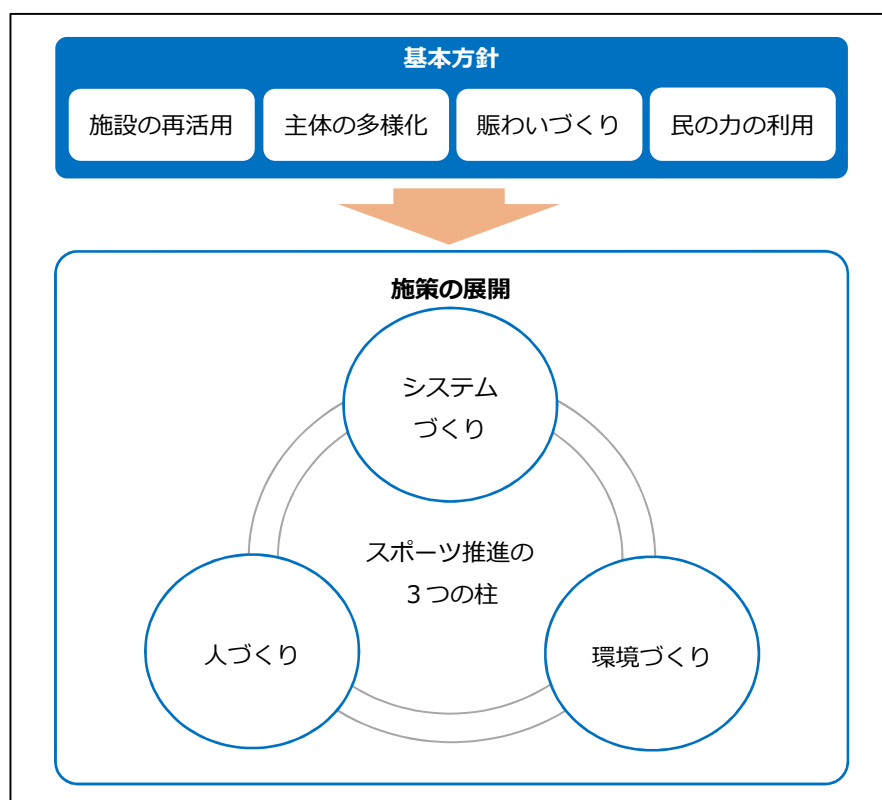 基本方針
施設の再活用
主体の多様化
賑わいづくり
民の力の利用
施策の展開
システム
づくり
スポーツ推進の
３つの柱
人づくり
環境づくり